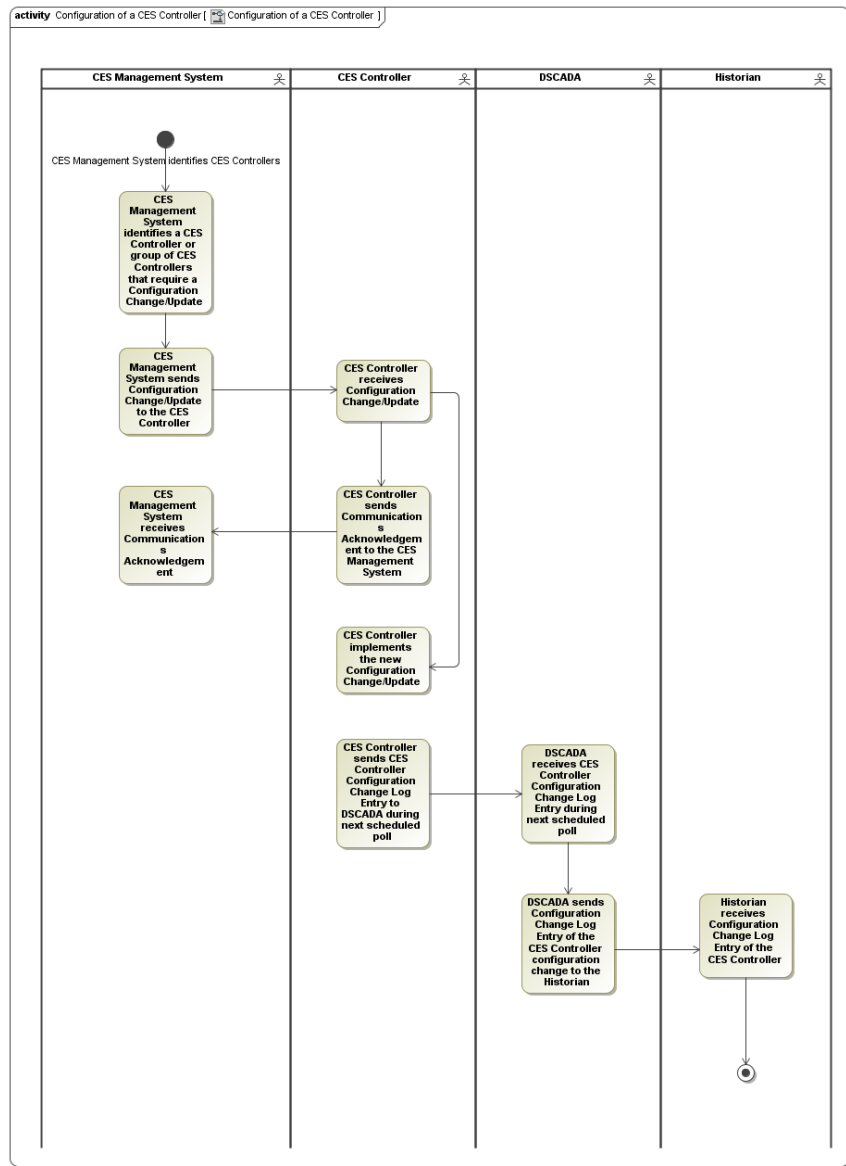 activity Configuration of a CES Controller [ Configuration of a CES Controller ]
CES Management System
CES Controller
DSCADA
Historian
CES Management System identifies CES Controllers
CES
Management
System
identifies a CES
Controller or
group of CES
Controllers
that require a
Configuration
Change/Update
CES
Management
System sends
Configuration
Change/Update
to the CES
Controller
CES Controller
receives
Configuration
Change/Update
CES
Management
System
receives
Communication
s
Acknowledgem
ent
CES Controller
sends
Communication
s
Acknowledgem
ent to the CES
Management
System
CES Controller
implements
the new
Configuration
Change/Update
CES Controller
sends CES
Controller
Configuration
Change Log
Entry to
DSCADA during
next scheduled
poll
DSCADA
receives CES
Controller
Configuration
Change Log
Entry during
next scheduled
poll
DSCADA sends
Configuration
Change Log
Entry of the
CES Controller
configuration
change to the
Historian
Historian
receives
Configuration
Change Log
Entry of the
CES Controller